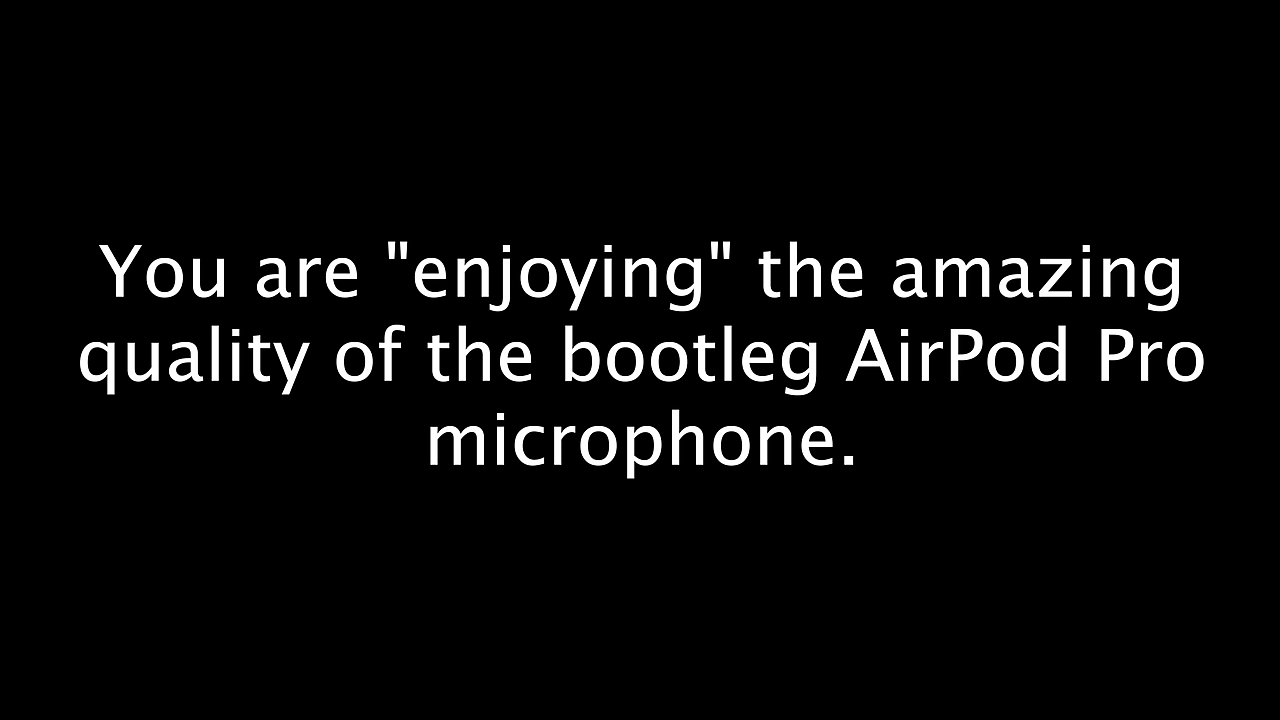 You are "enjoying" the amazing
quality of the bootleg AirPod Pro
microphone.